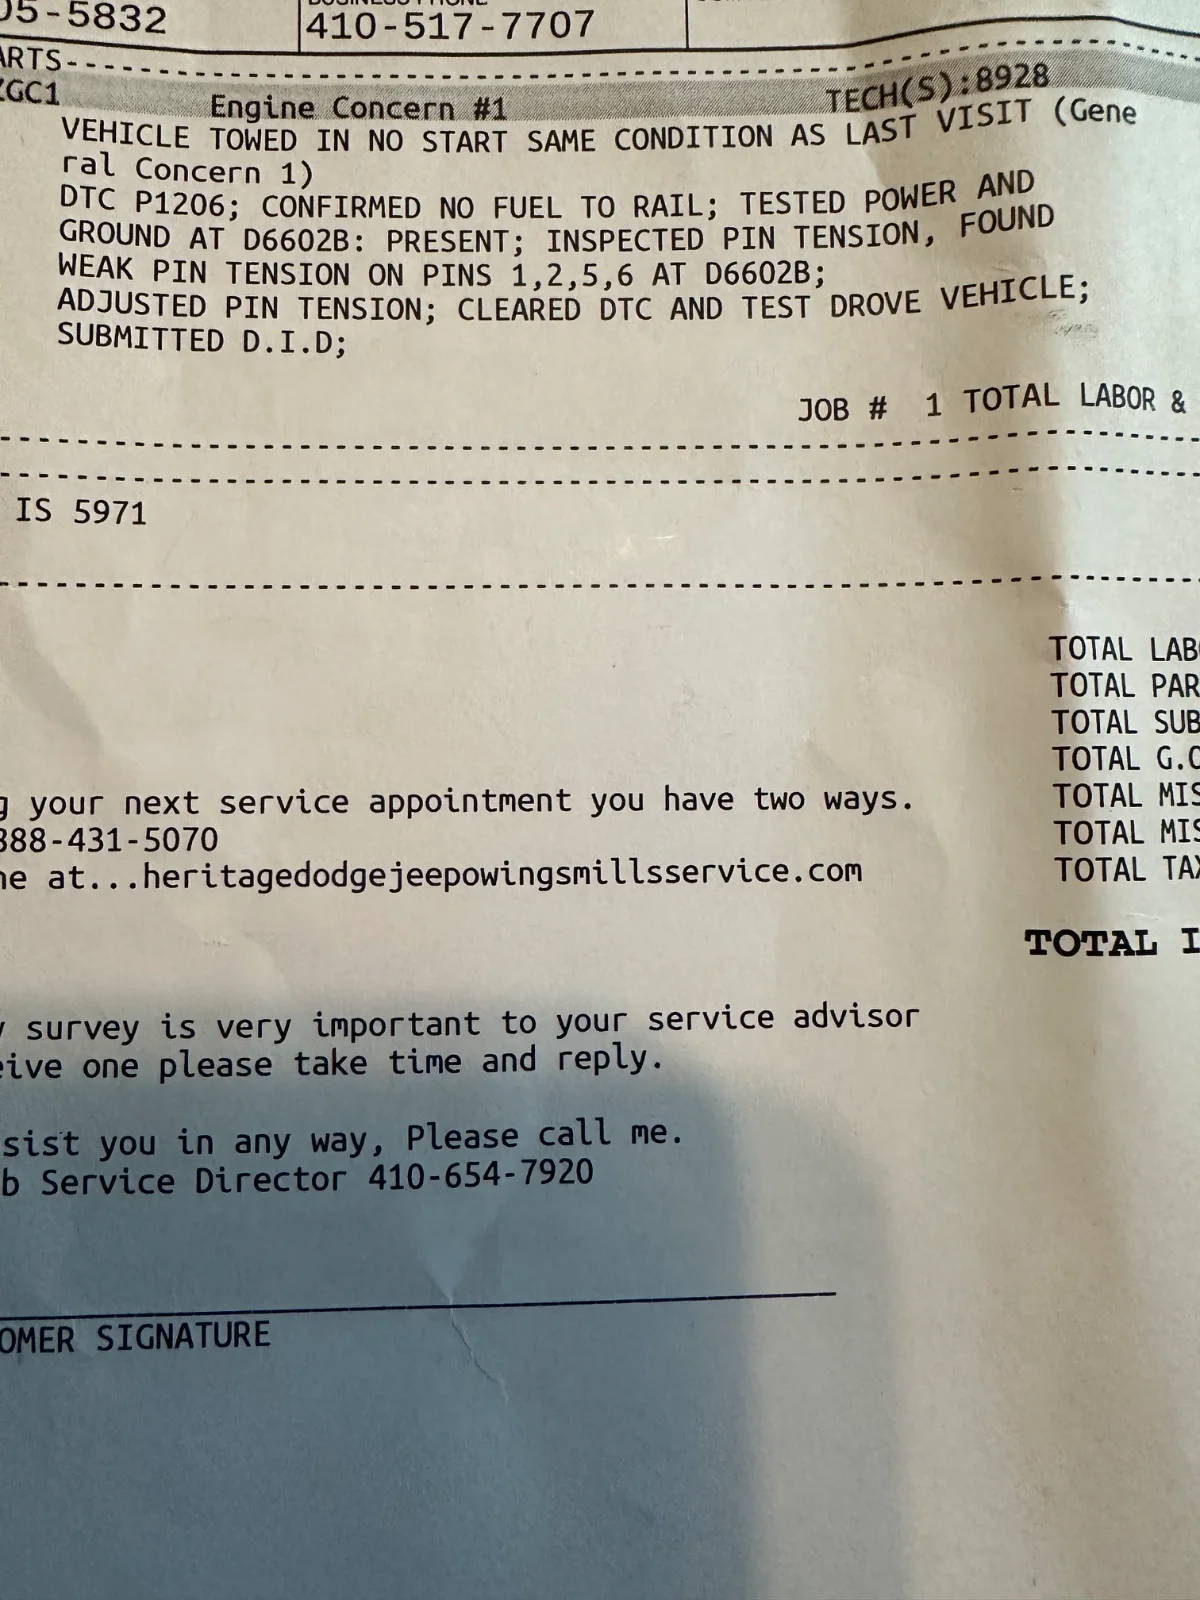 05-5832
410-517-7707
ARTS
ZGC1 Engine Concern #1 TECH(S):8928
VEHICLE TOWED IN NO START SAME CONDITION AS LAST VISIT (Gene
ral Concern 1)
DTC P1206; CONFIRMED NO FUEL TO RAIL; TESTED POWER AND
GROUND AT D6602B: PRESENT; INSPECTED PIN TENSION, FOUND
WEAK PIN TENSION ON PINS 1,2,5,6 AT D6602B;
ADJUSTED PIN TENSION; CLEARED DTC AND TEST DROVE VEHICLE;
SUBMITTED D.I.D;
JOB # 1 TOTAL LABOR &
IS 5971
TOTAL LAB
TOTAL PAR
TOTAL SUB
TOTAL G.O
TOTAL MIS
TOTAL MIS
TOTAL TAX
g your next service appointment you have two ways.
888-431-5070
ne at...heritagedodgejeepowingsmillsservice.com
TOTAL I
y survey is very important to your service advisor
eive one please take time and reply.
sist you in any way, Please call me.
b Service Director 410-654-7920
OMER SIGNATURE